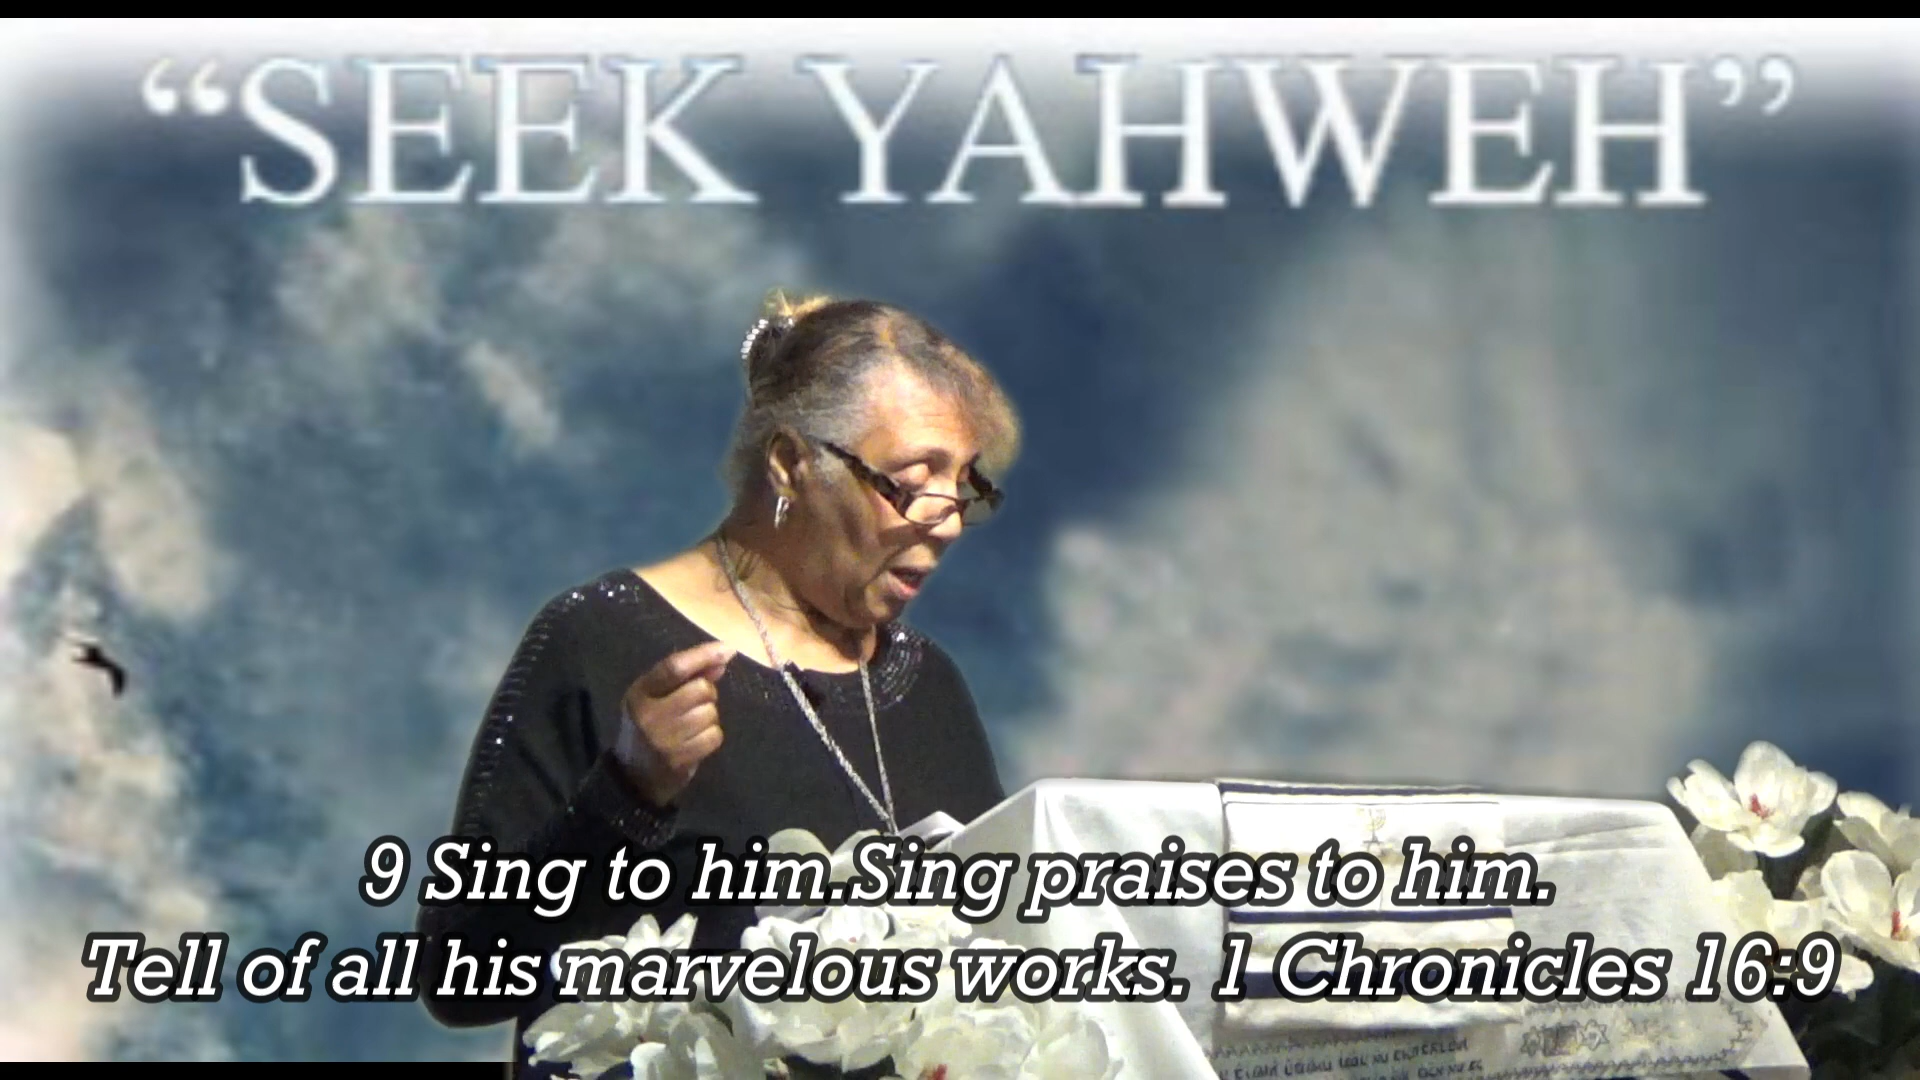 “SEEK YAHWEH”
9 Sing to him.Sing praises to him.
Tell of all his marvelous works. 1 Chronicles 16:9